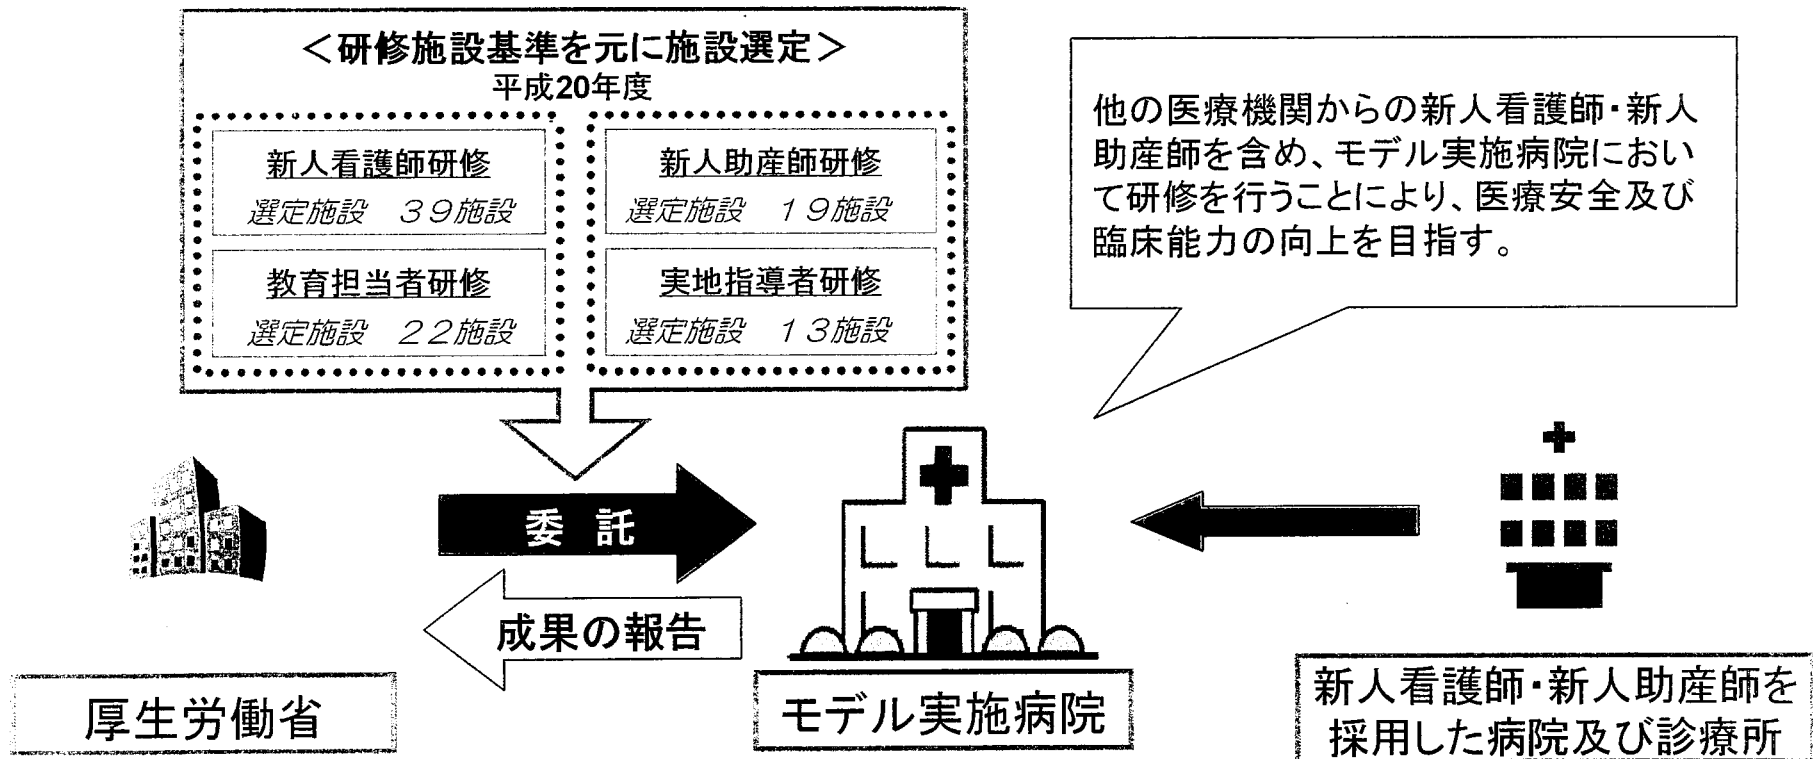 ＜研修施設基準を元に施設選定＞
平成20年度
新人看護師研修
選定施設　３９施設
教育担当者研修
選定施設　２２施設
新人助産師研修
選定施設　１９施設
実地指導者研修
選定施設　１３施設
他の医療機関からの新人看護師・新人
助産師を含め、モデル実施病院におい
て研修を行うことにより、医療安全及び
臨床能力の向上を目指す。
委　託
成果の報告
厚生労働省
モデル実施病院
新人看護師・新人助産師を
採用した病院及び診療所